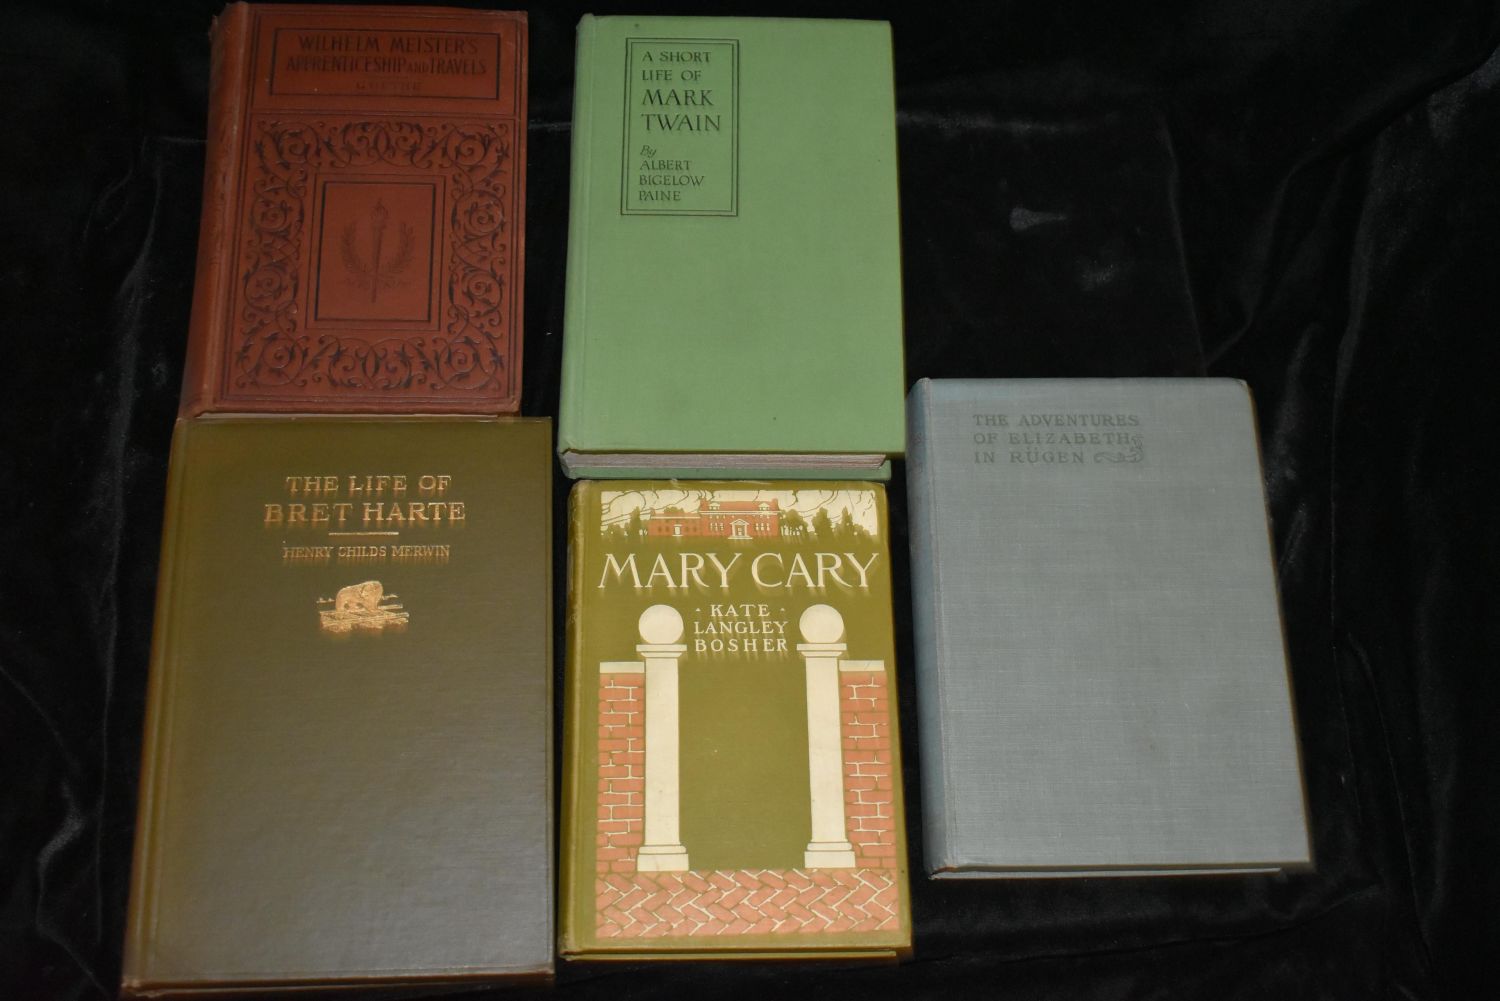 WILHELM MEISTER'S
APPRENTICESHIP AND TRAVELS
GOETHE
A SHORT
LIFE OF
MARK
TWAIN
By
ALBERT
BIGELOW
PAINE
THE ADVENTURES
OF ELIZABETH
IN RÜGEN
THE LIFE OF
BRET HARTE
HENRY CHILDS MERWIN
MARY CARY
KATE
LANGLEY
BOSHER